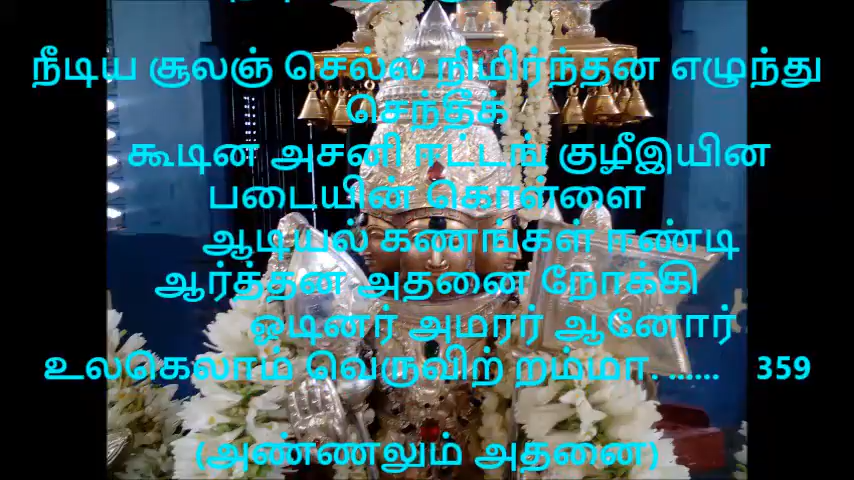 நீடிய சூலஞ் செல்ல நிமிர்ந்தன எழுந்து
செந்தீக்
கூடின அசனி ஈட்டங் குழீஇயின
படையின் கொள்ளை
ஆடியல் கணங்கள் ஈண்டி
ஆர்த்தன அதனை நோக்கி
ஓடினர் அமரர் ஆனோர்
உலகெலாம் வெருவிற் றம்மா. ...... 359
(அண்ணலும் அதனை)